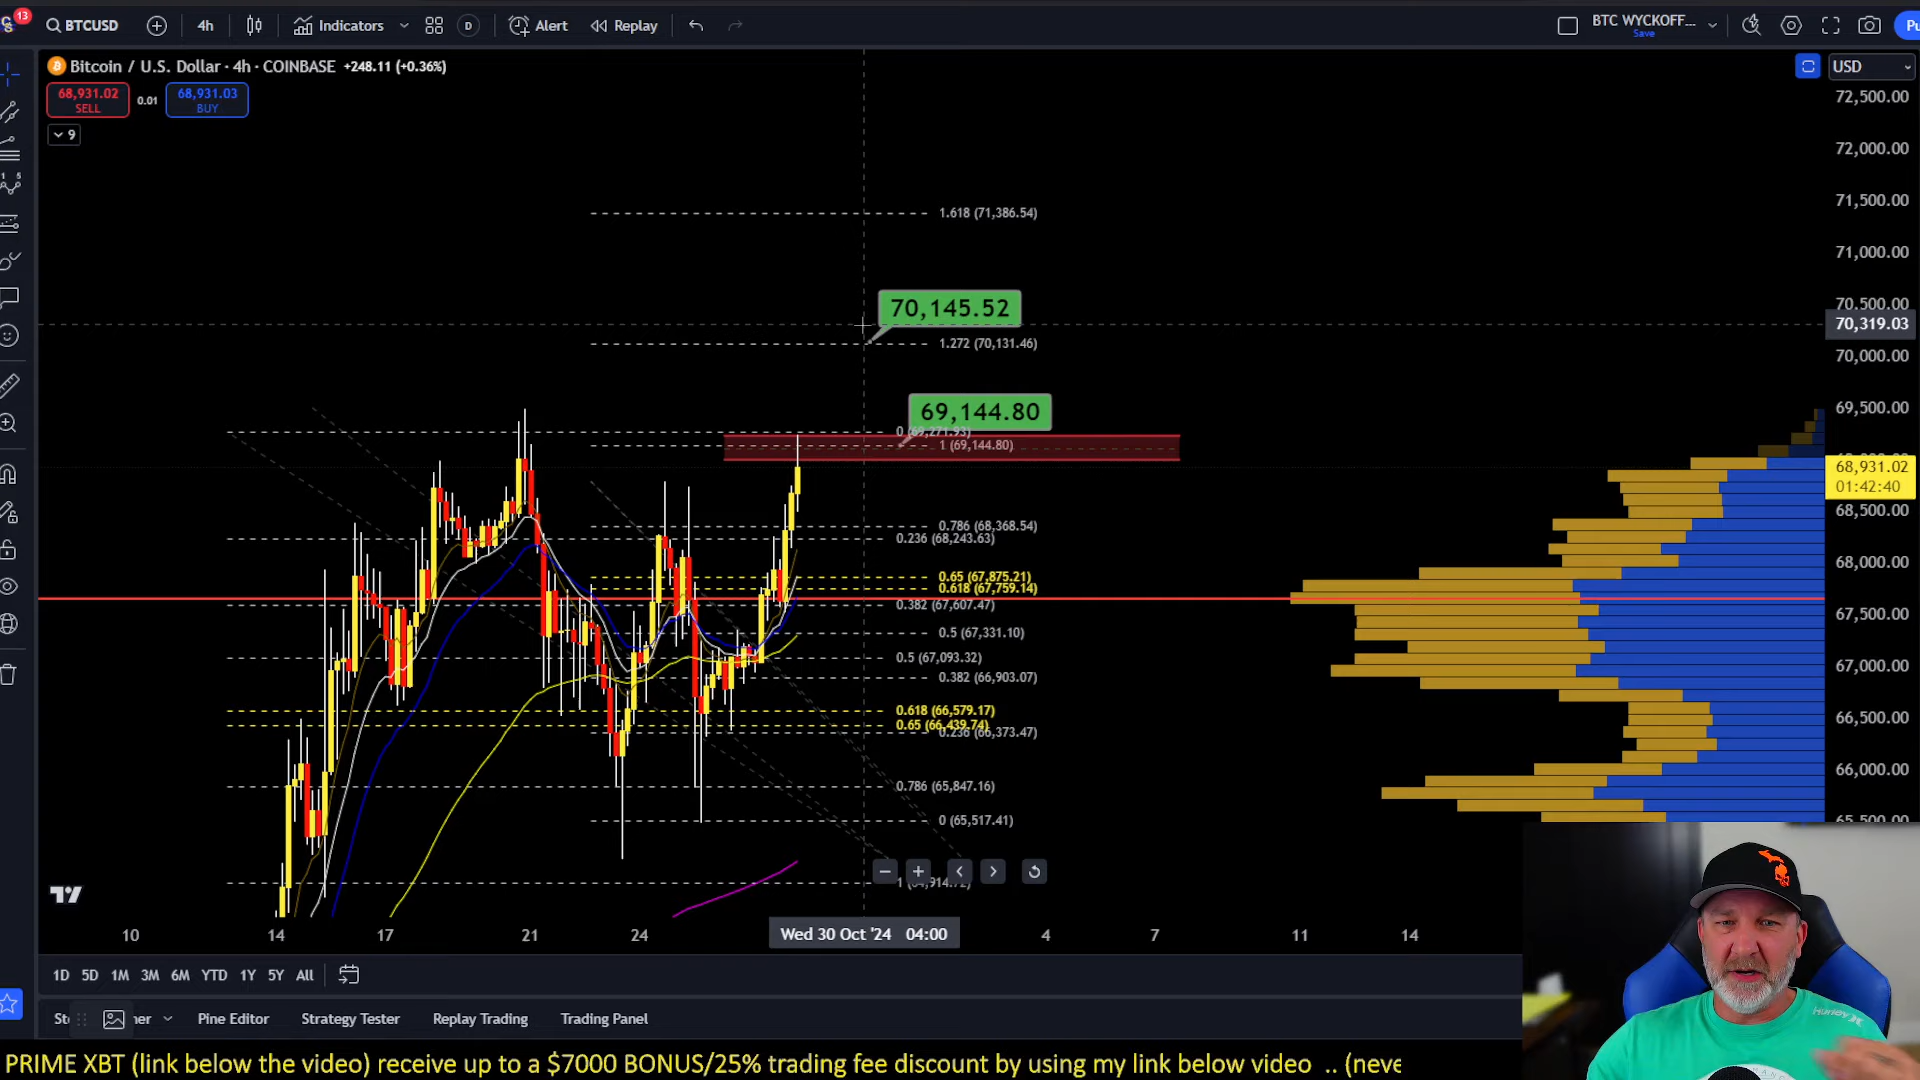 13
BTCUSD
4h
Indicators
D
Alert
Replay
BTC WYCKOFF...
Save
Bitcoin / U.S. Dollar · 4h · COINBASE +248.11 (+0.36%)
USD
68,931.02
SELL
0.01
68,931.03
BUY
9
72,500.00
72,000.00
71,500.00
71,000.00
70,500.00
70,319.03
70,000.00
69,500.00
68,931.02
01:42:40
68,500.00
68,000.00
67,500.00
67,000.00
66,500.00
66,000.00
65,500.00
1.618 (71,386.54)
70,145.52
1.272 (70,131.46)
69,144.80
0 (69,271.93)
1 (69,144.80)
0.786 (68,368.54)
0.236 (68,243.63)
0.65 (67,875.21)
0.618 (67,759.14)
0.382 (67,607.47)
0.5 (67,331.10)
0.5 (67,093.32)
0.382 (66,903.07)
0.618 (66,579.17)
0.65 (66,439.74)
0.236 (66,373.47)
0.786 (65,847.16)
0 (65,517.41)
10
14
17
21
24
Wed 30 Oct '24 04:00
4
7
11
14
1D 5D 1M 3M 6M YTD 1Y 5Y All
Pine Editor
Strategy Tester
Replay Trading
Trading Panel
Hurley
PRIME XBT (link below the video) receive up to a $7000 BONUS/25% trading fee discount by using my link below video .. (neve